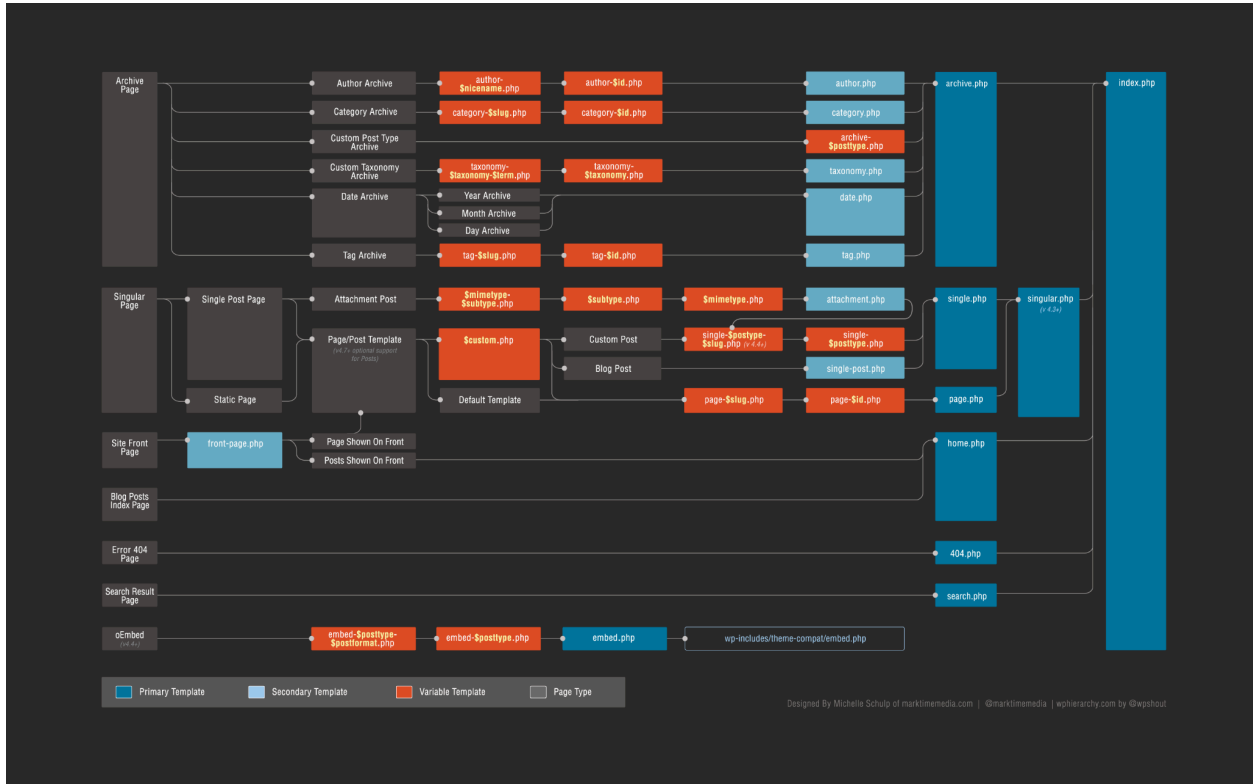 Archive
Page
Author Archive
author-
$nicename.php
author-$id.php
author.php
archive.php
index.php
Category Archive
category-$slug.php
category-$id.php
category.php
Custom Post Type
Archive
archive-
$posttype.php
Custom Taxonomy
Archive
taxonomy-
$taxonomy-$term.php
taxonomy-
$taxonomy.php
taxonomy.php
Date Archive
Year Archive
Month Archive
Day Archive
date.php
Tag Archive
tag-$slug.php
tag-$id.php
tag.php
Singular
Page
Single Post Page
Attachment Post
$mimetype-
$subtype.php
$subtype.php
$mimetype.php
attachment.php
single.php
singular.php
(v 4.3+)
Page/Post Template
(v4.7+ optional support
for Posts)
$custom.php
Custom Post
single-$posttype-
$slug.php (v 4.4+)
single-
$posttype.php
Blog Post
single-post.php
Static Page
Default Template
page-$slug.php
page-$id.php
page.php
Site Front
Page
front-page.php
Page Shown On Front
Posts Shown On Front
home.php
Blog Posts
Index Page
Error 404
Page
404.php
Search Result
Page
search.php
oEmbed
(v4.4+)
embed-$posttype-
$postformat.php
embed-$posttype.php
embed.php
wp-includes/theme-compat/embed.php
Primary Template
Secondary Template
Variable Template
Page Type
Designed By Michelle Schulp of marktimemedia.com | @marktimemedia | wphierarchy.com by @wpshout